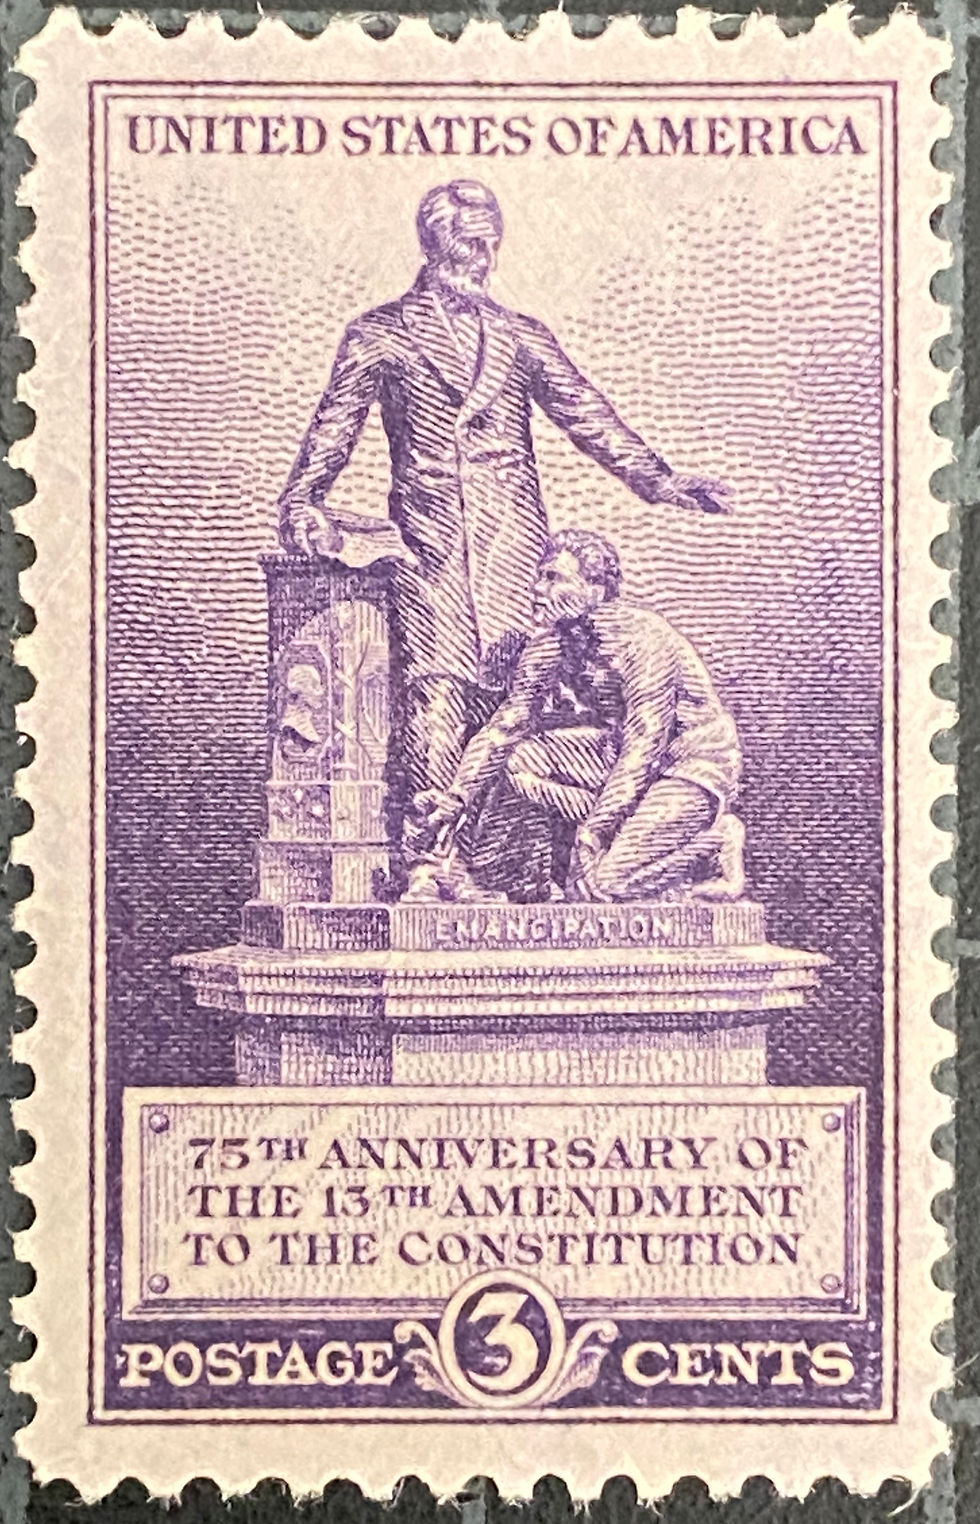 UNITED STATES OF AMERICA
EMANCIPATION
75TH ANNIVERSARY OF
THE 13TH AMENDMENT
TO THE CONSTITUTION
POSTAGE 3 CENTS